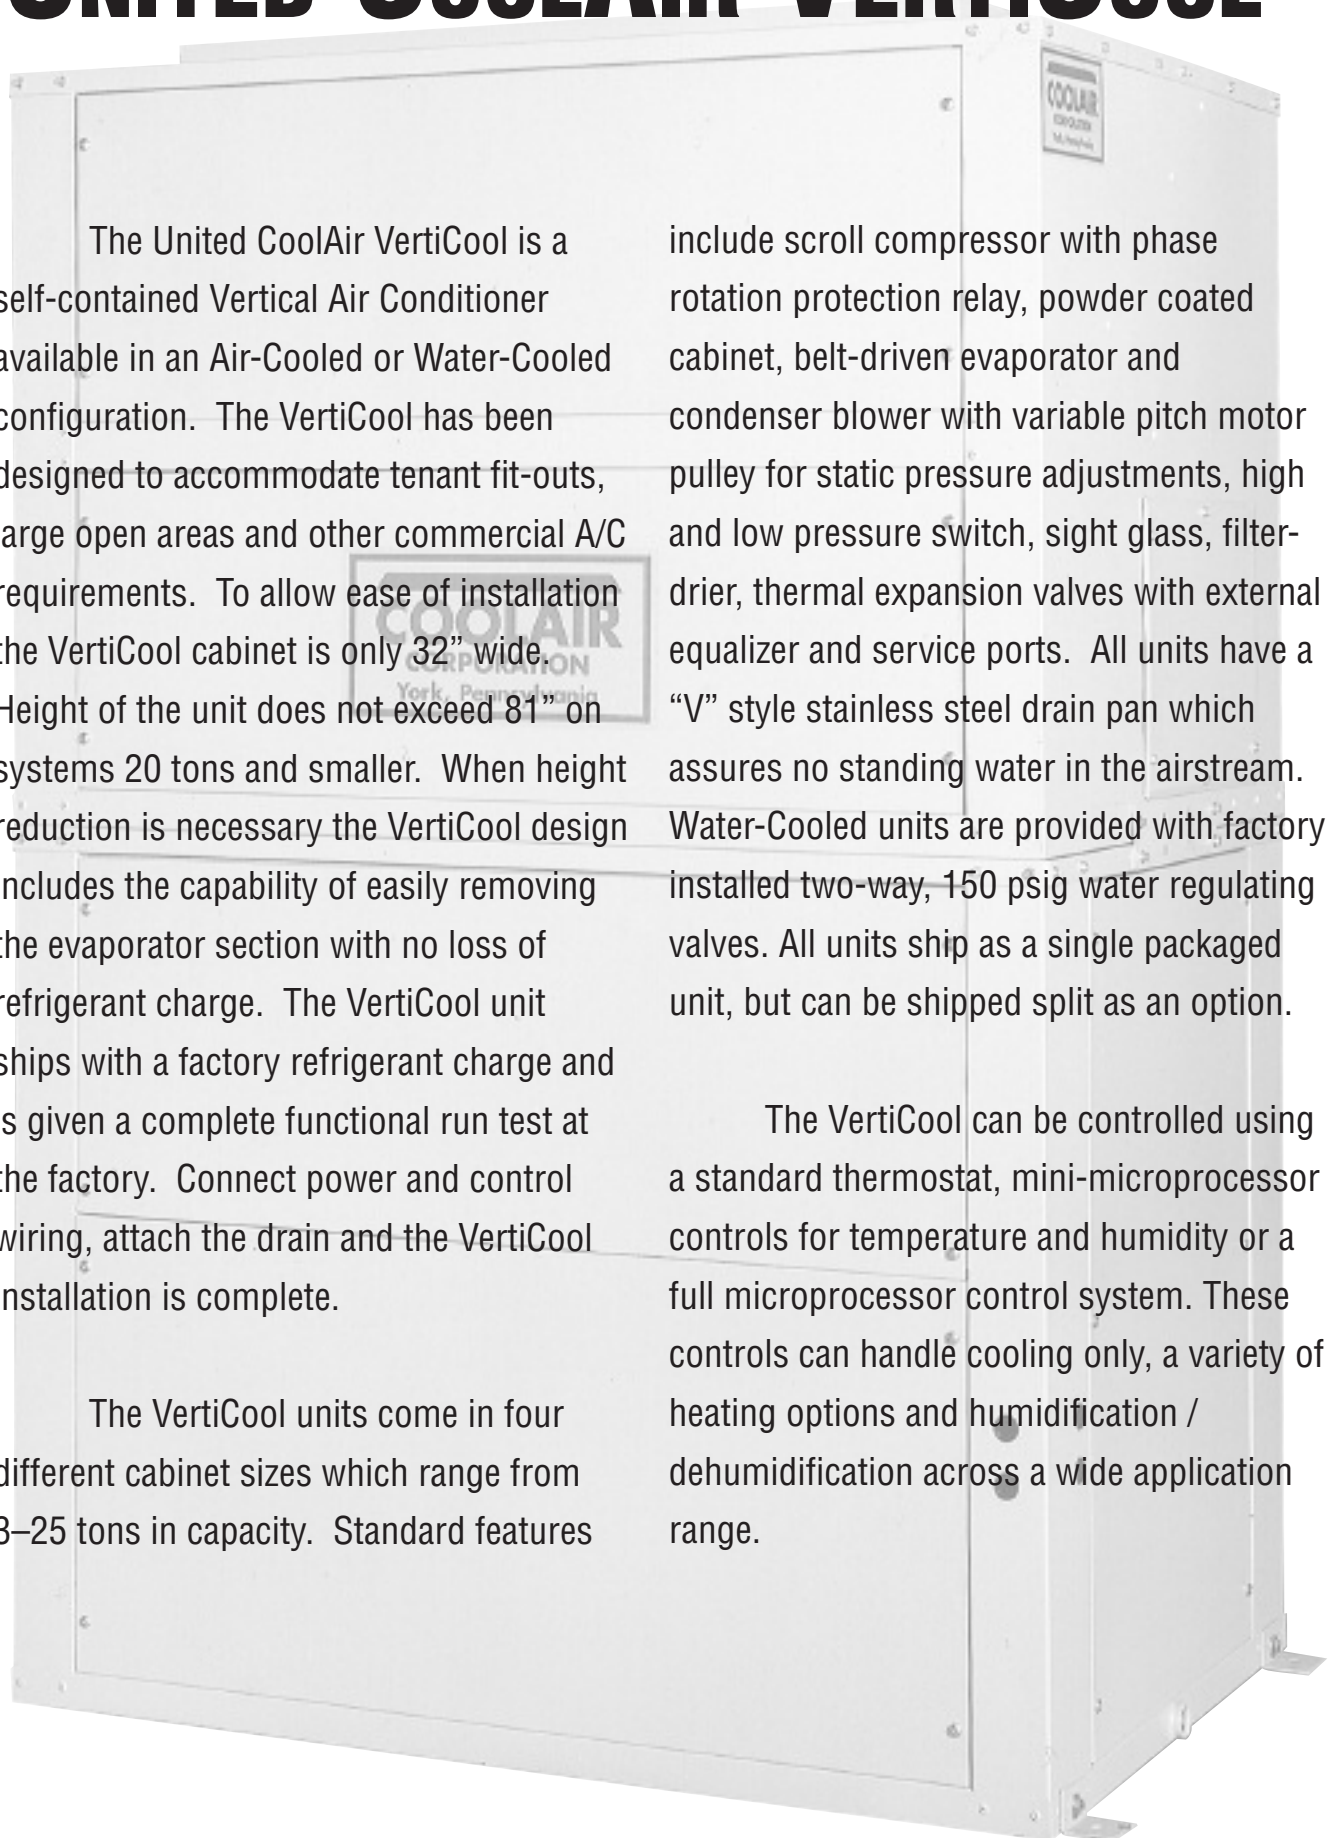 UNITED COOLAIR VERTICOOL
COOLAIR
CORPORATION
York, Pennsylvania
The United CoolAir VertiCool is a
self-contained Vertical Air Conditioner
available in an Air-Cooled or Water-Cooled
configuration. The VertiCool has been
designed to accommodate tenant fit-outs,
large open areas and other commercial A/C
requirements. To allow ease of installation
the VertiCool cabinet is only 32” wide.
Height of the unit does not exceed 81” on
systems 20 tons and smaller. When height
reduction is necessary the VertiCool design
includes the capability of easily removing
the evaporator section with no loss of
refrigerant charge. The VertiCool unit
ships with a factory refrigerant charge and
is given a complete functional run test at
the factory. Connect power and control
wiring, attach the drain and the VertiCool
installation is complete.
The VertiCool units come in four
different cabinet sizes which range from
3–25 tons in capacity. Standard features
include scroll compressor with phase
rotation protection relay, powder coated
cabinet, belt-driven evaporator and
condenser blower with variable pitch motor
pulley for static pressure adjustments, high
and low pressure switch, sight glass, filter-
drier, thermal expansion valves with external
equalizer and service ports. All units have a
“V” style stainless steel drain pan which
assures no standing water in the airstream.
Water-Cooled units are provided with factory
installed two-way, 150 psig water regulating
valves. All units ship as a single packaged
unit, but can be shipped split as an option.
The VertiCool can be controlled using
a standard thermostat, mini-microprocessor
controls for temperature and humidity or a
full microprocessor control system. These
controls can handle cooling only, a variety of
heating options and humidification /
dehumidification across a wide application
range.
COOLAIR
CORPORATION
York, Pennsylvania